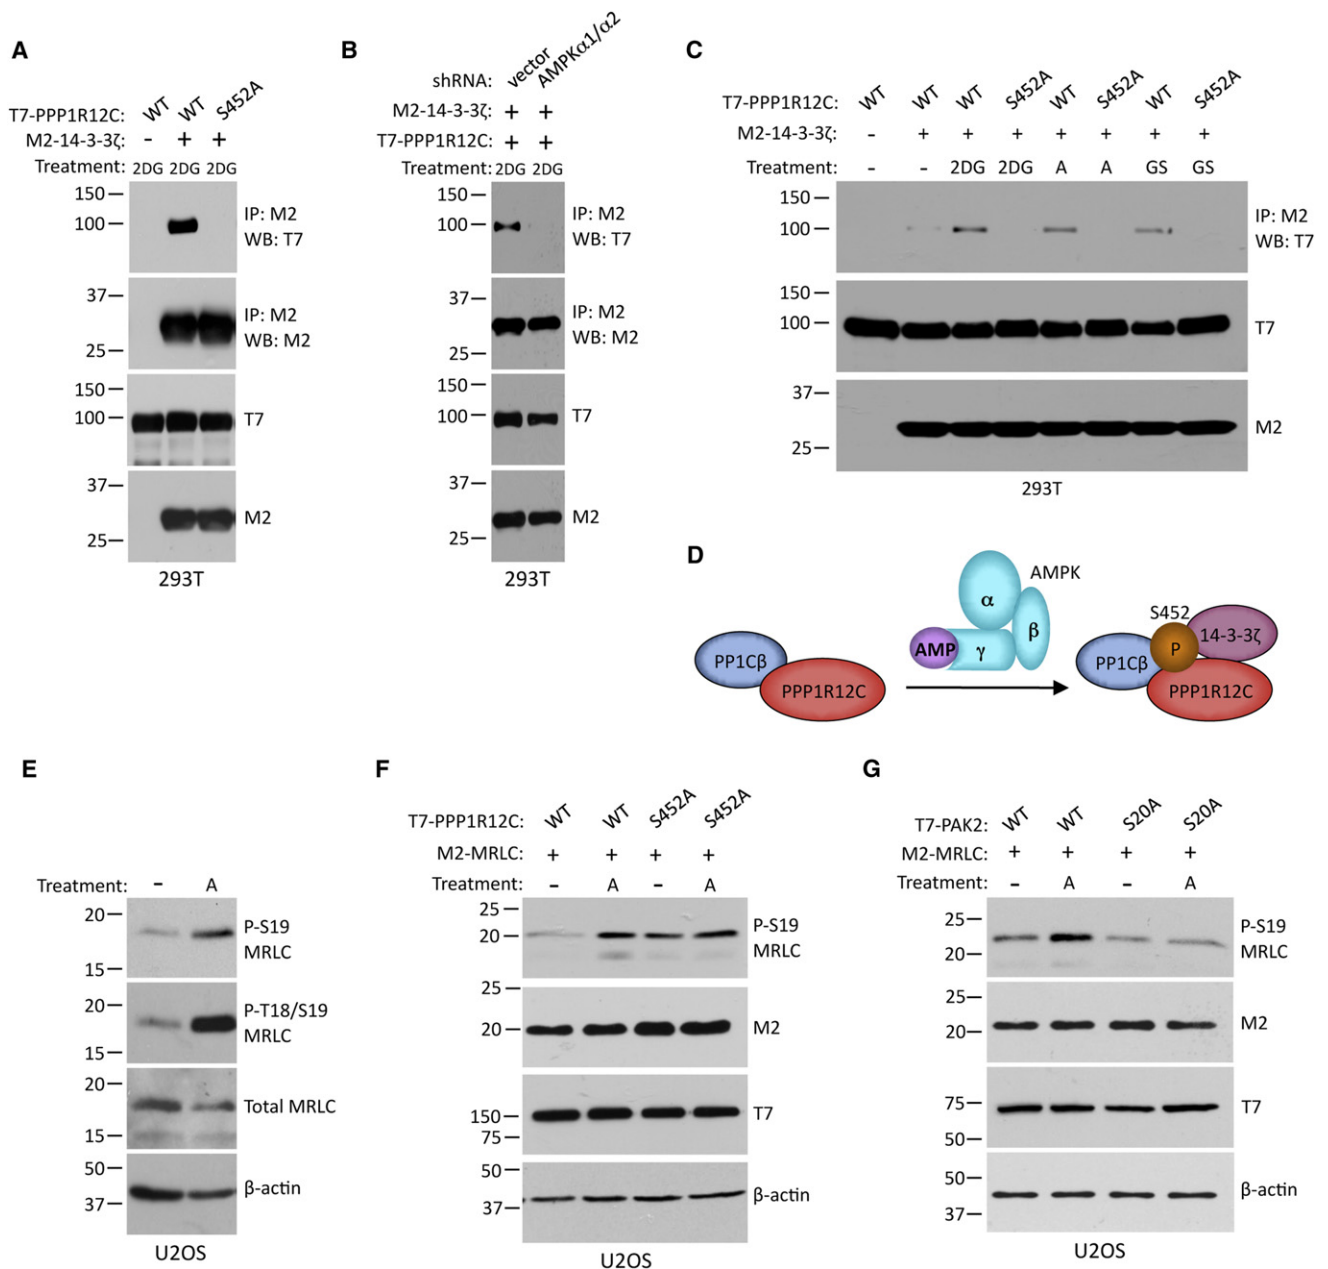 A
T7-PPP1R12C: WT WT S452A
M2-14-3-3ζ: - + +
Treatment: 2DG 2DG 2DG
150
100
IP: M2
WB: T7
37
25
IP: M2
WB: M2
150
100
T7
37
25
M2
293T
B
shRNA: vector AMPKα1/α2
M2-14-3-3ζ: + +
T7-PPP1R12C: + +
Treatment: 2DG 2DG
150
100
IP: M2
WB: T7
37
25
IP: M2
WB: M2
150
100
T7
37
25
M2
293T
C
T7-PPP1R12C: WT WT WT S452A WT S452A WT S452A
M2-14-3-3ζ: - + + + + + + +
Treatment: - - 2DG 2DG A A GS GS
150
100
IP: M2
WB: T7
150
100
T7
37
25
M2
293T
D
PP1Cβ
PPP1R12C
AMP
α
β
γ
AMPK
S452
P
14-3-3ζ
PP1Cβ
PPP1R12C
E
Treatment: - A
20
15
P-S19
MRLC
20
15
P-T18/S19
MRLC
20
15
Total MRLC
50
37
β-actin
U2OS
F
T7-PPP1R12C: WT WT S452A S452A
M2-MRLC: + + + +
Treatment: - A - A
25
20
P-S19
MRLC
25
20
M2
150
75
T7
50
37
β-actin
U2OS
G
T7-PAK2: WT WT S20A S20A
M2-MRLC: + + + +
Treatment: - A - A
25
20
P-S19
MRLC
25
20
M2
75
50
T7
50
37
β-actin
U2OS